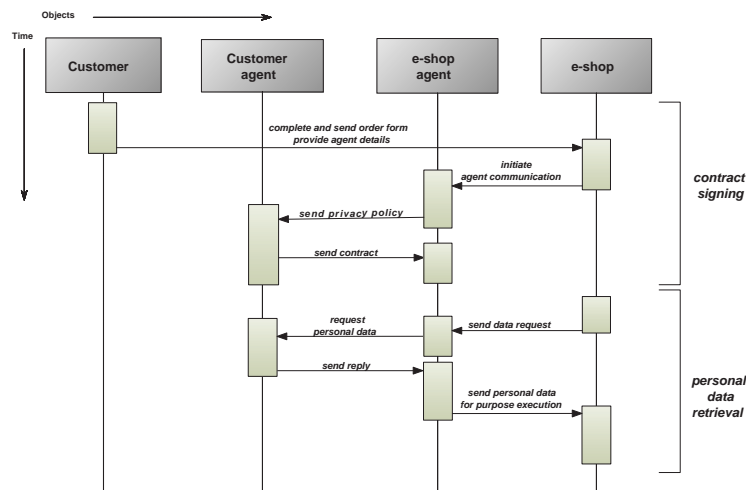 Objects
Time
Customer
Customer
agent
e-shop
agent
e-shop
complete and send order form
provide agent details
initiate
agent communication
send privacy policy
send contract
contract
signing
send data request
request
personal data
send reply
send personal data
for purpose execution
personal
data
retrieval